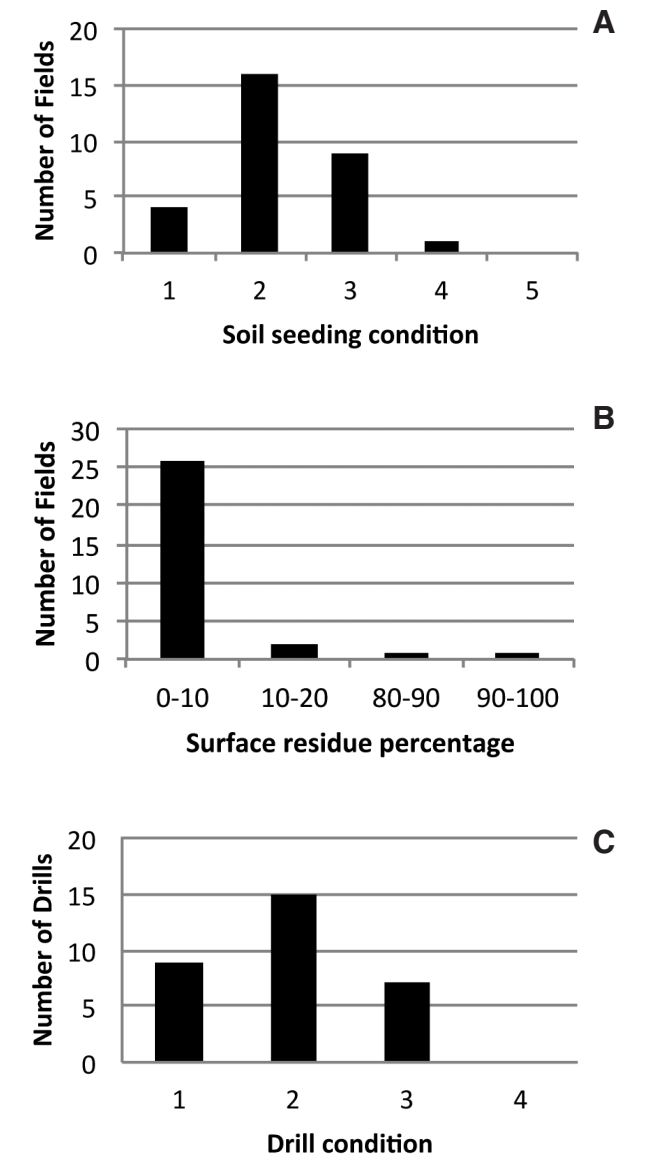 A
Number of Fields
20
15
10
5
0
1 2 3 4 5
Soil seeding condition
B
Number of Fields
30
25
20
15
10
5
0
0-10 10-20 80-90 90-100
Surface residue percentage
C
Number of Drills
20
15
10
5
0
1 2 3 4
Drill condition